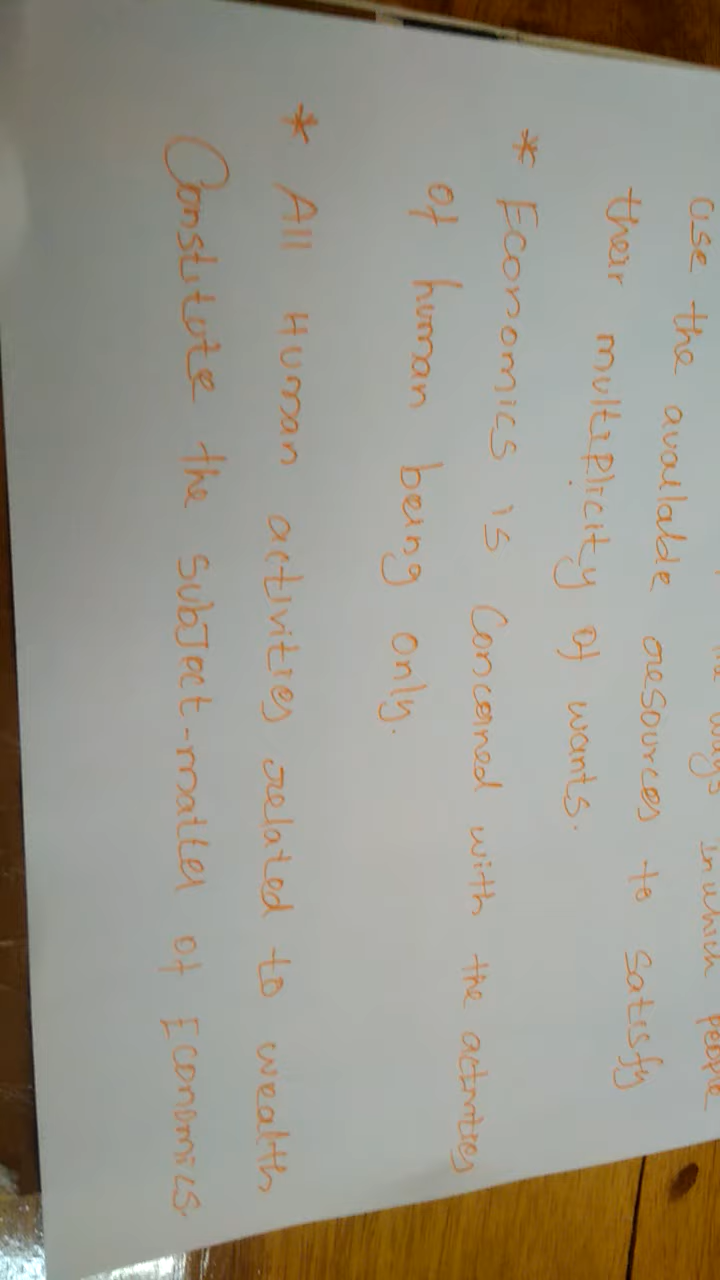 ways in which people
use the available resources to satisfy
their multiplicity of wants.
* Economics is Concerned with the activities
of human being only.
* All Human activities related to wealth
Constitute the subject-matter of Economics